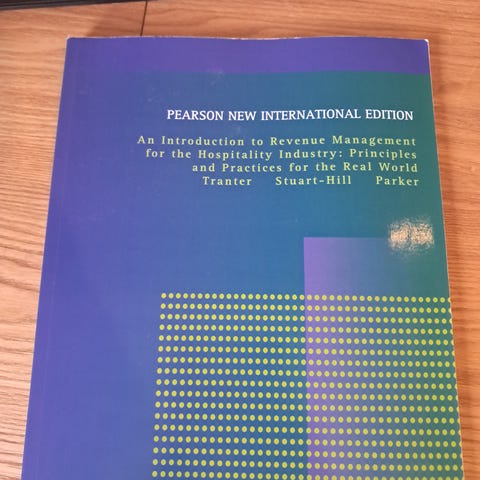 PEARSON NEW INTERNATIONAL EDITION
An Introduction to Revenue Management
for the Hospitality Industry: Principles
and Practices for the Real World
Tranter Stuart-Hill Parker